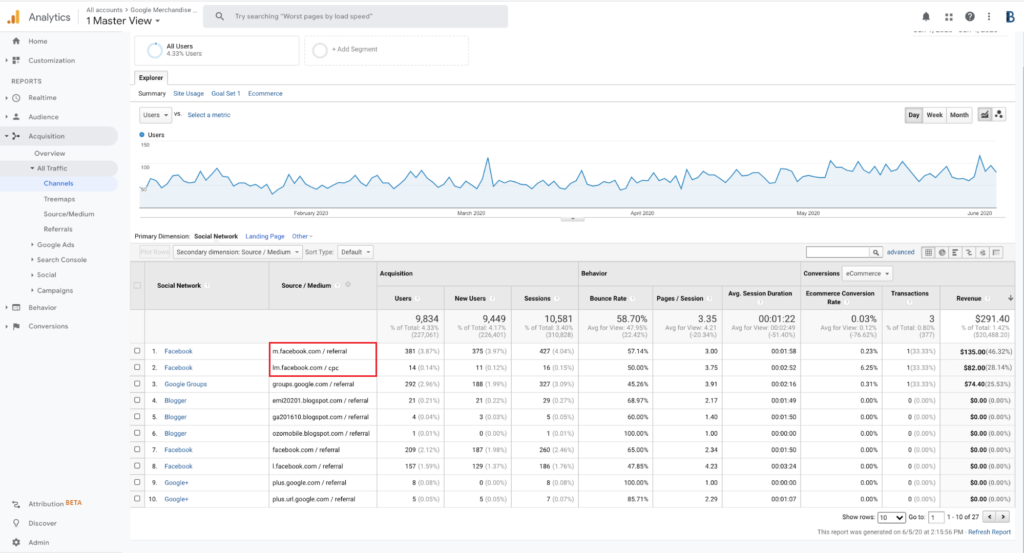 Analytics
All accounts > Google Merchandise ...
1 Master View
Try searching "Worst pages by load speed"
Home
Customization
REPORTS
Realtime
Audience
Acquisition
Overview
All Traffic
Channels
Treemaps
Source/Medium
Referrals
Google Ads
Search Console
Social
Campaigns
Behavior
Conversions
Attribution BETA
Discover
Admin
All Users
4.33% Users
+ Add Segment
Explorer
Summary Site Usage Goal Set 1 Ecommerce
Users vs. Select a metric
Day Week Month
Users
150
100
50
February 2020 March 2020 April 2020 May 2020 June 2020
Primary Dimension: Social Network Landing Page Other
Plot Rows Secondary dimension: Source / Medium Sort Type: Default advanced
Social Network Source / Medium Acquisition Behavior Conversions eCommerce
Users New Users Sessions Bounce Rate Pages / Session Avg. Session Duration Ecommerce Conversion Rate Transactions Revenue
9,834 9,449 10,581 58.70% 3.35 00:01:22 0.03% 3 $291.40
% of Total: 4.33% % of Total: 4.17% % of Total: 3.40% Avg for View: 47.95% Avg for View: 4.21 Avg for View: 00:02:49 Avg for View: 0.12% % of Total: 0.80% % of Total: 1.42%
(227,061) (226,401) (310,880) (22.42%) (-20.34%) (-51.40%) (-76.62%) (377) ($20,488.20)
1. Facebook m.facebook.com / referral 381 (3.87%) 375 (3.97%) 427 (4.04%) 57.14% 3.00 00:01:58 0.23% 1 (33.33%) $135.00 (46.32%)
2. Facebook lm.facebook.com / cpc 14 (0.14%) 11 (0.12%) 16 (0.15%) 50.00% 3.75 00:02:52 6.25% 1 (33.33%) $82.00 (28.14%)
3. Google Groups groups.google.com / referral 292 (2.96%) 188 (1.99%) 327 (3.09%) 45.26% 3.91 00:02:16 0.31% 1 (33.33%) $74.40 (25.53%)
4. Blogger emi20201.blogspot.com / referral 21 (0.21%) 21 (0.22%) 29 (0.27%) 68.97% 2.17 00:01:49 0.00% 0 (0.00%) $0.00 (0.00%)
5. Blogger ga201610.blogspot.com / referral 4 (0.04%) 3 (0.03%) 5 (0.05%) 60.00% 1.40 00:01:50 0.00% 0 (0.00%) $0.00 (0.00%)
6. Blogger ozomobile.blogspot.com / referral 1 (0.01%) 0 (0.00%) 1 (0.01%) 100.00% 1.00 00:00:00 0.00% 0 (0.00%) $0.00 (0.00%)
7. Facebook facebook.com / referral 209 (2.12%) 187 (1.98%) 260 (2.46%) 65.00% 2.34 00:01:50 0.00% 0 (0.00%) $0.00 (0.00%)
8. Facebook l.facebook.com / referral 157 (1.59%) 129 (1.37%) 186 (1.76%) 47.85% 4.23 00:03:24 0.00% 0 (0.00%) $0.00 (0.00%)
9. Google+ plus.google.com / referral 8 (0.08%) 0 (0.00%) 8 (0.08%) 100.00% 1.00 00:00:00 0.00% 0 (0.00%) $0.00 (0.00%)
10. Google+ plus.url.google.com / referral 5 (0.05%) 5 (0.05%) 7 (0.07%) 85.71% 2.29 00:01:07 0.00% 0 (0.00%) $0.00 (0.00%)
Show rows: 10 Go to: 1 1 - 10 of 27
This report was generated on 6/5/20 at 2:15:56 PM - Refresh Report